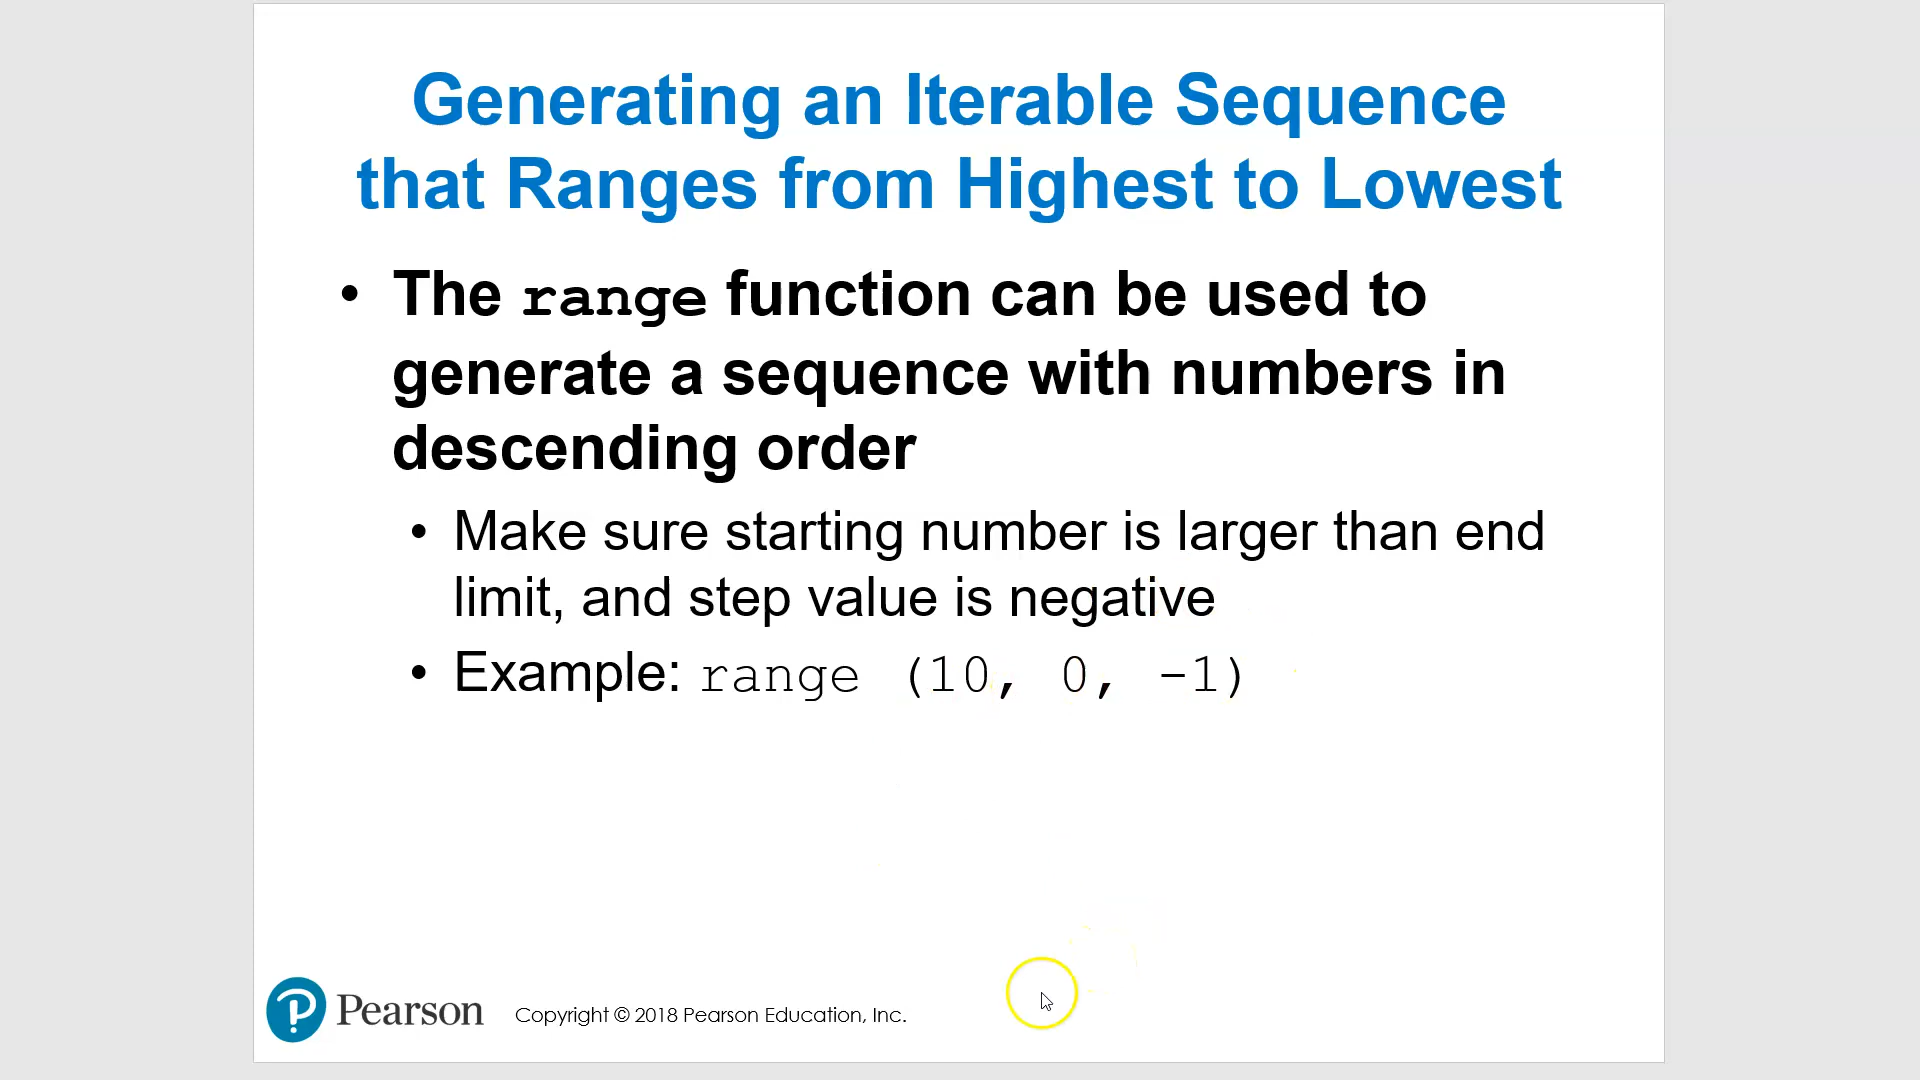 Generating an Iterable Sequence
that Ranges from Highest to Lowest
• The range function can be used to
generate a sequence with numbers in
descending order
• Make sure starting number is larger than end
limit, and step value is negative
• Example: range (10, 0, -1)
Pearson
Copyright © 2018 Pearson Education, Inc.